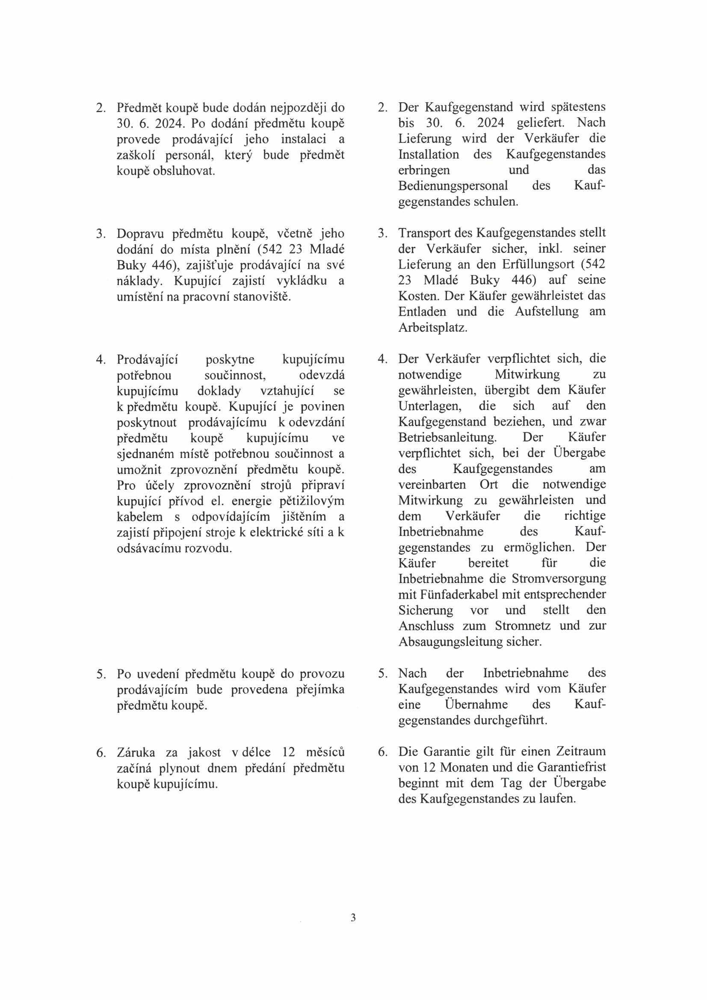 2. Předmět koupě bude dodán nejpozději do
30. 6. 2024. Po dodání předmětu koupě
provede prodávající jeho instalaci a
zaškolí personál, který bude předmět
koupě obsluhovat.
3. Dopravu předmětu koupě, včetně jeho
dodání do místa plnění (542 23 Mladé
Buky 446), zajišťuje prodávající na své
náklady. Kupující zajistí vykládku a
umístění na pracovní stanoviště.
4. Prodávající poskytne kupujícímu
potřebnou součinnost, odevzdá
kupujícímu doklady vztahující se
k předmětu koupě. Kupující je povinen
poskytnout prodávajícímu k odevzdání
předmětu koupě kupujícímu ve
sjednaném místě potřebnou součinnost a
umožnit zprovoznění předmětu koupě.
Pro účely zprovoznění strojů připraví
kupující přívod el. energie pětižilovým
kabelem s odpovídajícím jištěním a
zajistí připojení stroje k elektrické síti a k
odsávacímu rozvodu.
5. Po uvedení předmětu koupě do provozu
prodávajícím bude provedena přejímka
předmětu koupě.
6. Záruka za jakost v délce 12 měsíců
začíná plynout dnem předání předmětu
koupě kupujícímu.
2. Der Kaufgegenstand wird spätestens
bis 30. 6. 2024 geliefert. Nach
Lieferung wird der Verkäufer die
Installation des Kaufgegenstandes
erbringen und das
Bedienungspersonal des Kauf-
gegenstandes schulen.
3. Transport des Kaufgegenstandes stellt
der Verkäufer sicher, inkl. seiner
Lieferung an den Erfüllungsort (542
23 Mladé Buky 446) auf seine
Kosten. Der Käufer gewährleistet das
Entladen und die Aufstellung am
Arbeitsplatz.
4. Der Verkäufer verpflichtet sich, die
notwendige Mitwirkung zu
gewährleisten, übergibt dem Käufer
Unterlagen, die sich auf den
Kaufgegenstand beziehen, und zwar
Betriebsanleitung. Der Käufer
verpflichtet sich, bei der Übergabe
des Kaufgegenstandes am
vereinbarten Ort die notwendige
Mitwirkung zu gewährleisten und
dem Verkäufer die richtige
Inbetriebnahme des Kauf-
gegenstandes zu ermöglichen. Der
Käufer bereitet für die
Inbetriebnahme die Stromversorgung
mit Fünfaderkabel mit entsprechender
Sicherung vor und stellt den
Anschluss zum Stromnetz und zur
Absaugungsleitung sicher.
5. Nach der Inbetriebnahme des
Kaufgegenstandes wird vom Käufer
eine Übernahme des Kauf-
gegenstandes durchgeführt.
6. Die Garantie gilt für einen Zeitraum
von 12 Monaten und die Garantiefrist
beginnt mit dem Tag der Übergabe
des Kaufgegenstandes zu laufen.
3